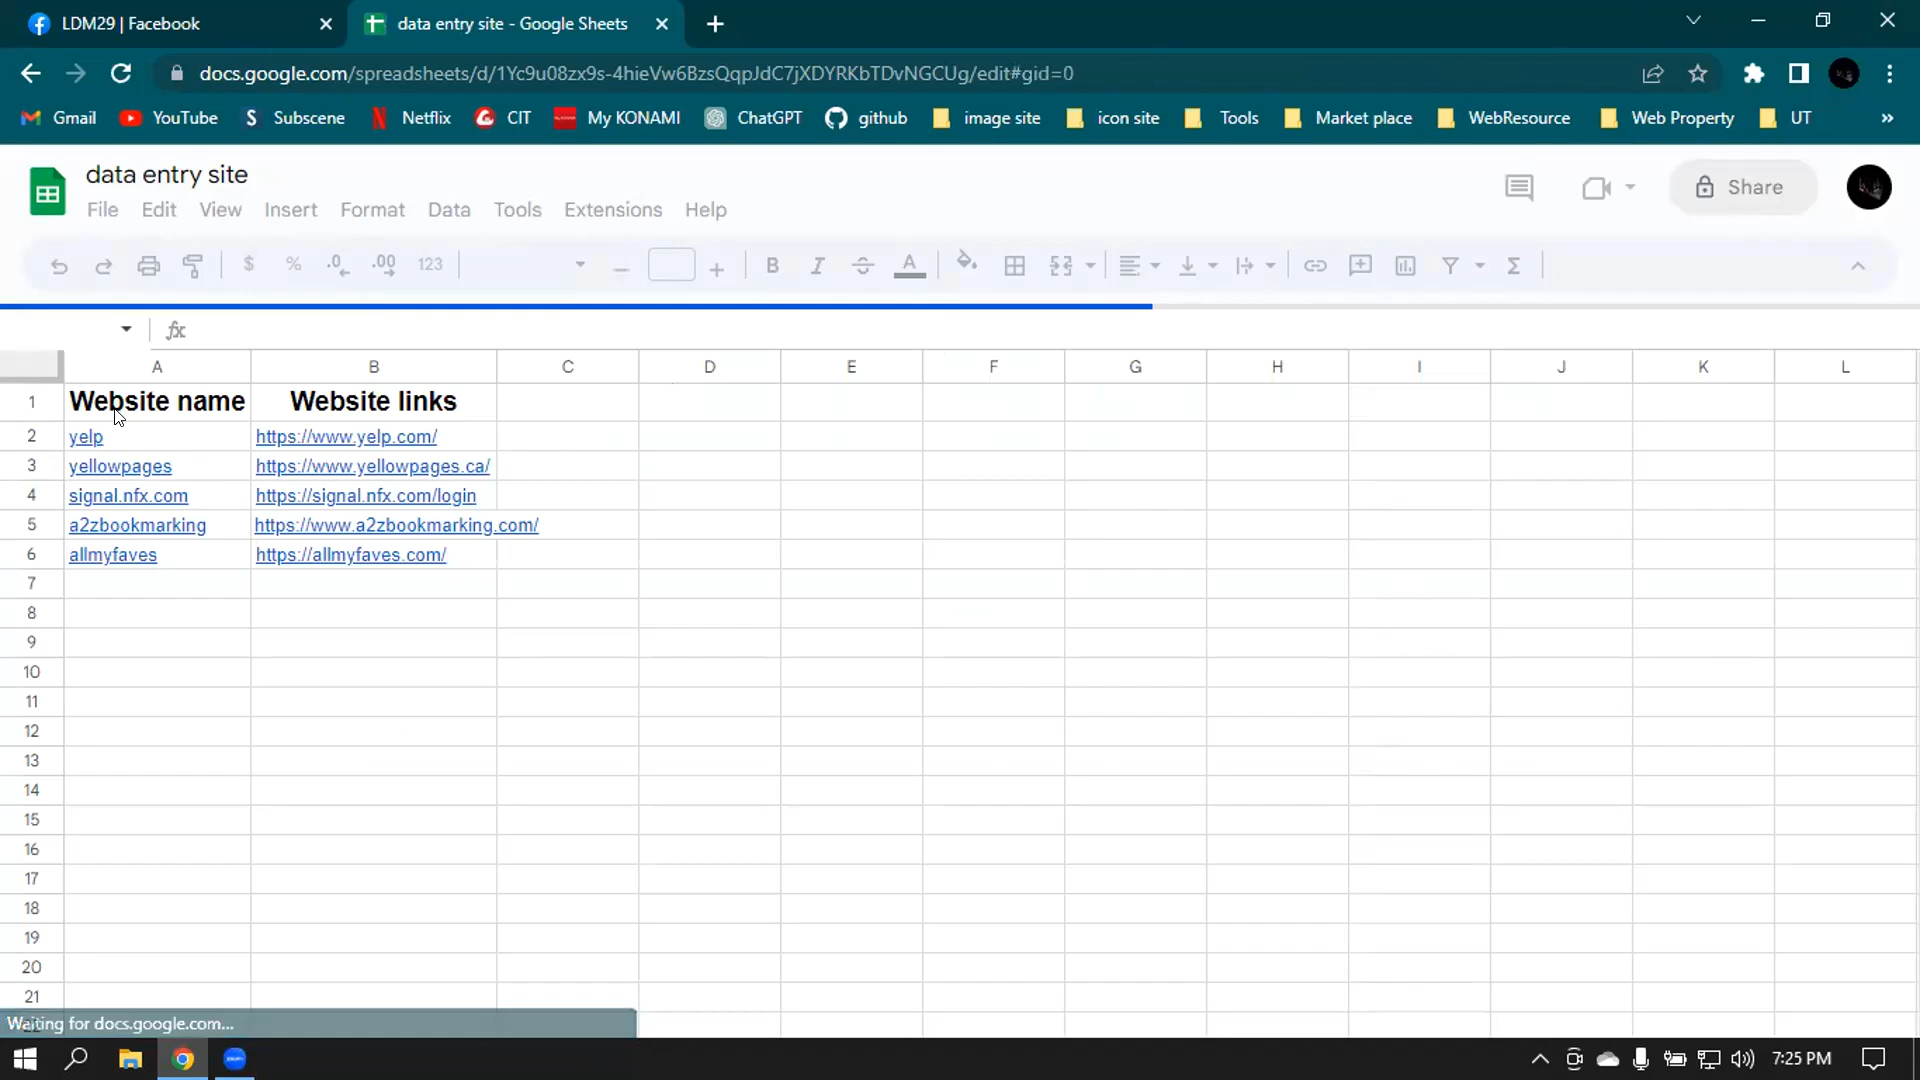 LDM29 | Facebook
data entry site - Google Sheets
docs.google.com/spreadsheets/d/1Yc9u08zx9s-4hieVw6BzsQqpJdC7jXDYRKbTDvNGCUg/edit#gid=0
Gmail YouTube Subscene Netflix CIT My KONAMI ChatGPT github image site icon site Tools Market place WebResource Web Property UT »
data entry site
File Edit View Insert Format Data Tools Extensions Help
Share
$ % .0 .00 123 B I A Σ
fx
A B C D E F G H I J K L
1 Website name Website links
2 yelp https://www.yelp.com/
3 yellowpages https://www.yellowpages.ca/
4 signal.nfx.com https://signal.nfx.com/login
5 a2zbookmarking https://www.a2zbookmarking.com/
6 allmyfaves https://allmyfaves.com/
7
8
9
10
11
12
13
14
15
16
17
18
19
20
21
Waiting for docs.google.com...
7:25 PM